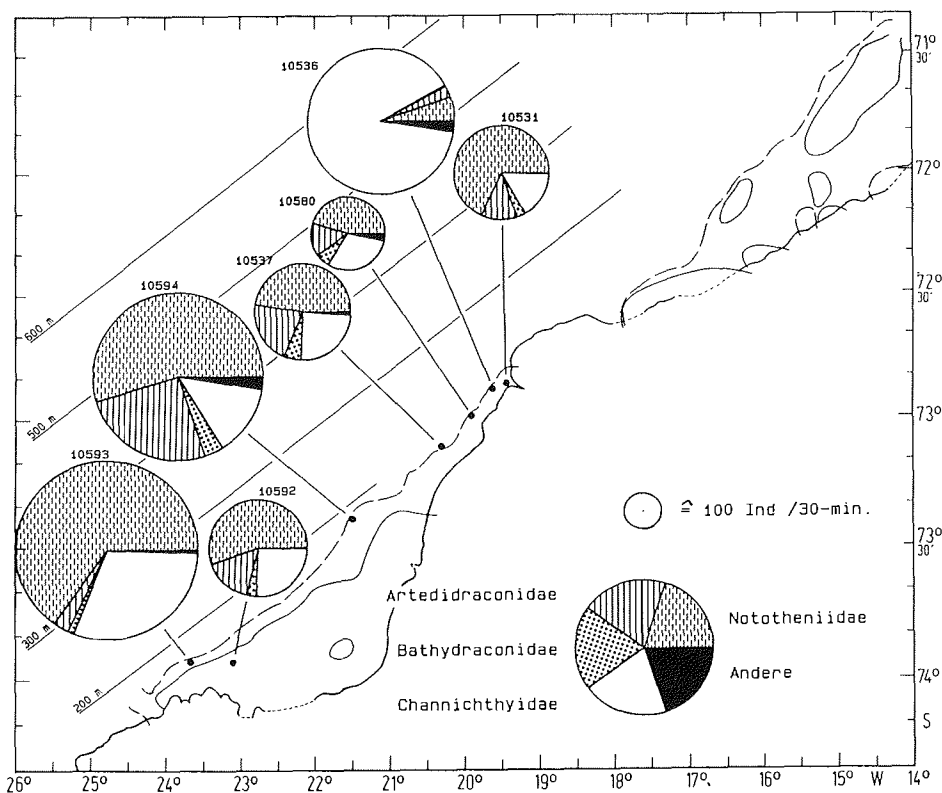 71°
30'
10536
10531
72°
10580
10537
72°
30'
10594
600 m
73°
500 m
10593
10592
≙ 100 Ind /30-min.
73°
30'
Artedidraconidae
Nototheniidae
300 m
Bathydraconidae
Andere
74°
200 m
Channichthyidae
S
26° 25° 24° 23° 22° 21° 20° 19° 18° 17° 16° 15° W 14°